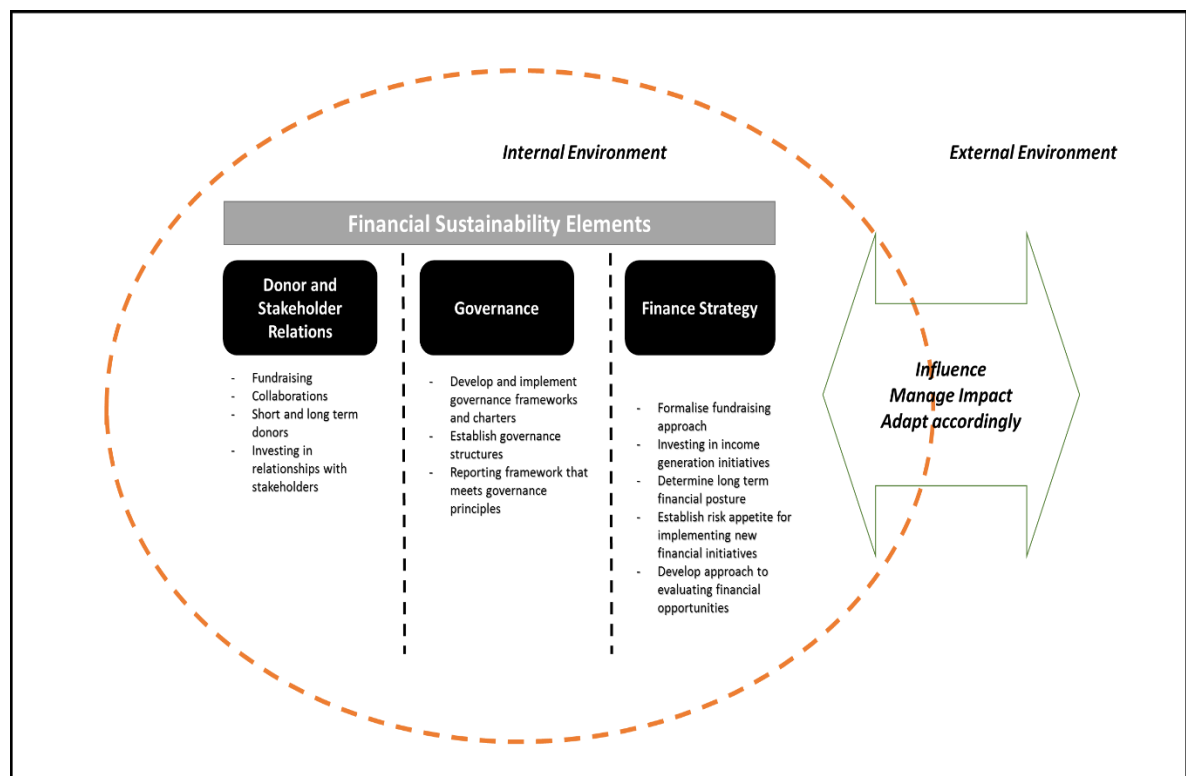 Internal Environment
External Environment
Financial Sustainability Elements
Donor and
Stakeholder
Relations
- Fundraising
- Collaborations
- Short and long term
donors
- Investing in
relationships with
stakeholders
Governance
- Develop and implement
governance frameworks
and charters
- Establish governance
structures
- Reporting framework that
meets governance
principles
Finance Strategy
- Formalise fundraising
approach
- Investing in income
generation initiatives
- Determine long term
financial posture
- Establish risk appetite for
implementing new
financial initiatives
- Develop approach to
evaluating financial
opportunities
Influence
Manage Impact
Adapt accordingly